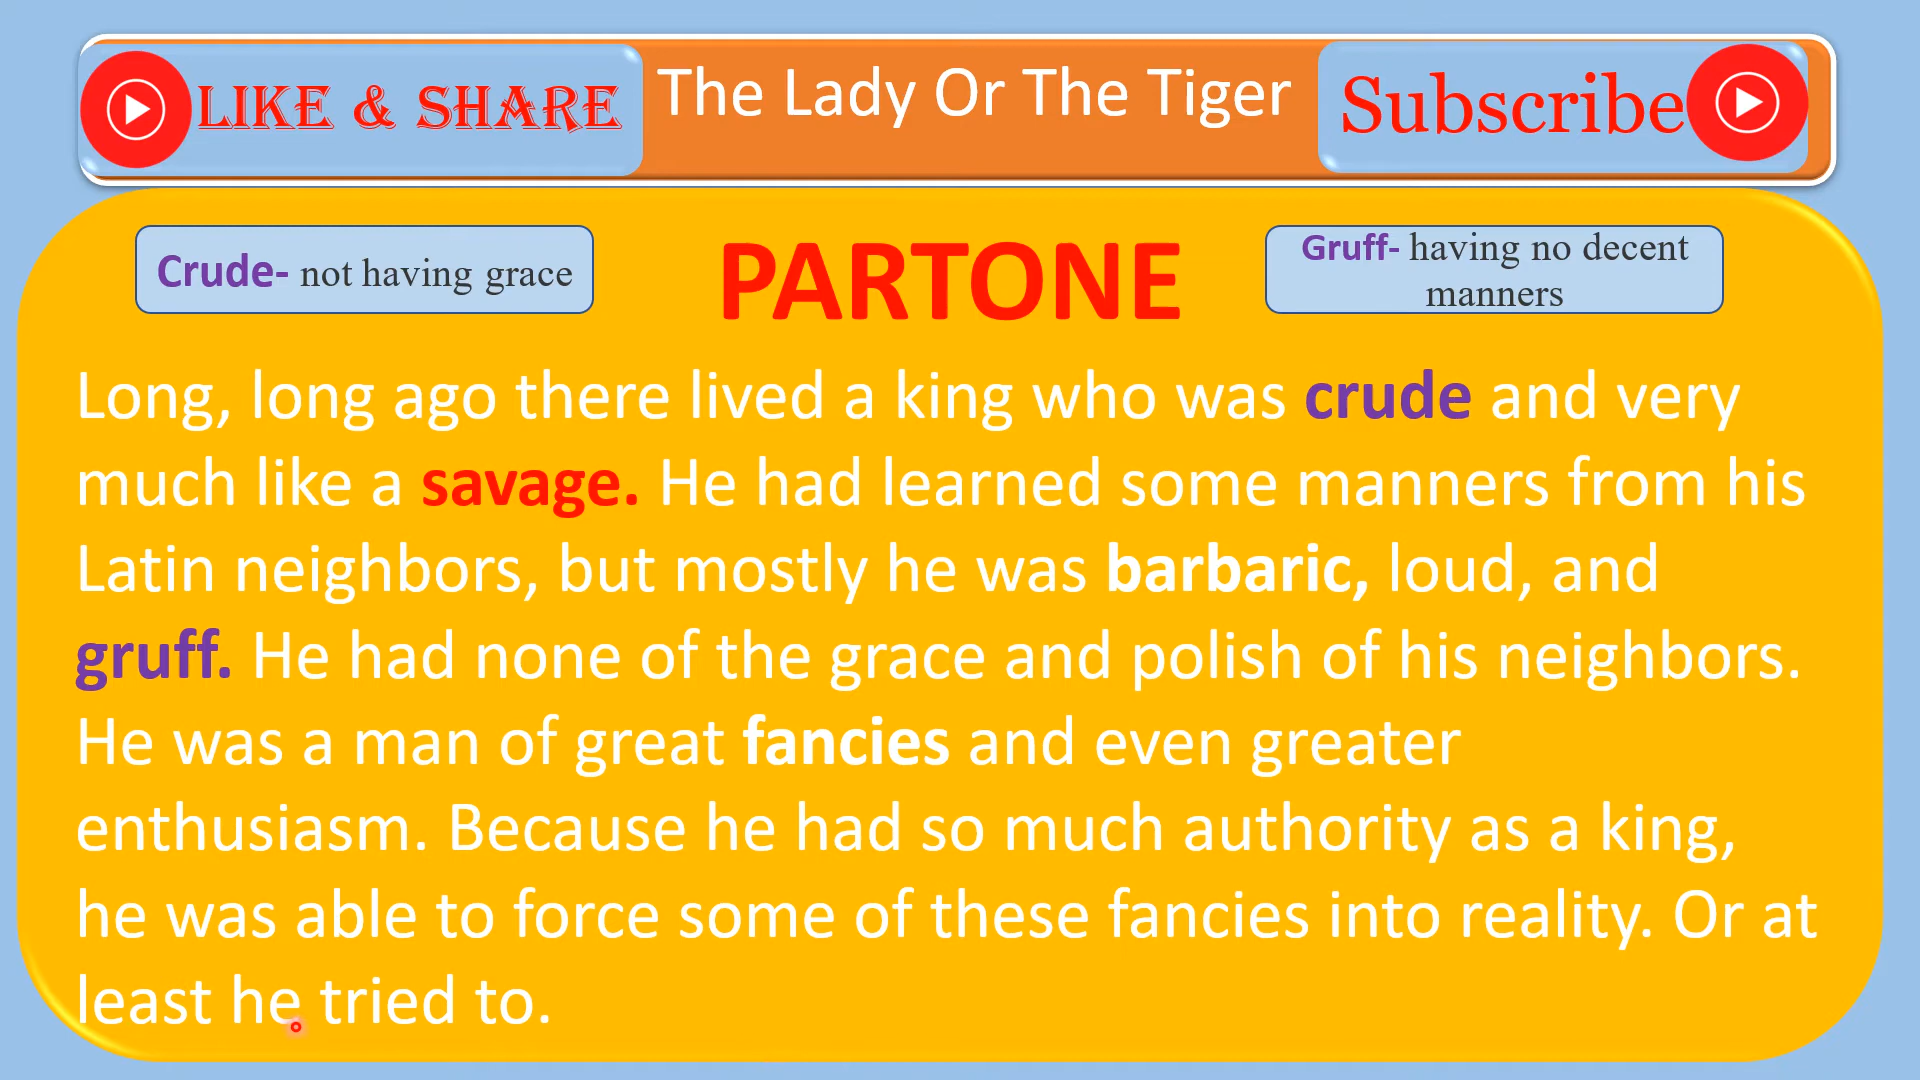 LIKE & SHARE
The Lady Or The Tiger
Subscribe
Crude- not having grace
PARTONE
Gruff- having no decent
manners
Long, long ago there lived a king who was crude and very
much like a savage. He had learned some manners from his
Latin neighbors, but mostly he was barbaric, loud, and
gruff. He had none of the grace and polish of his neighbors.
He was a man of great fancies and even greater
enthusiasm. Because he had so much authority as a king,
he was able to force some of these fancies into reality. Or at
least he tried to.